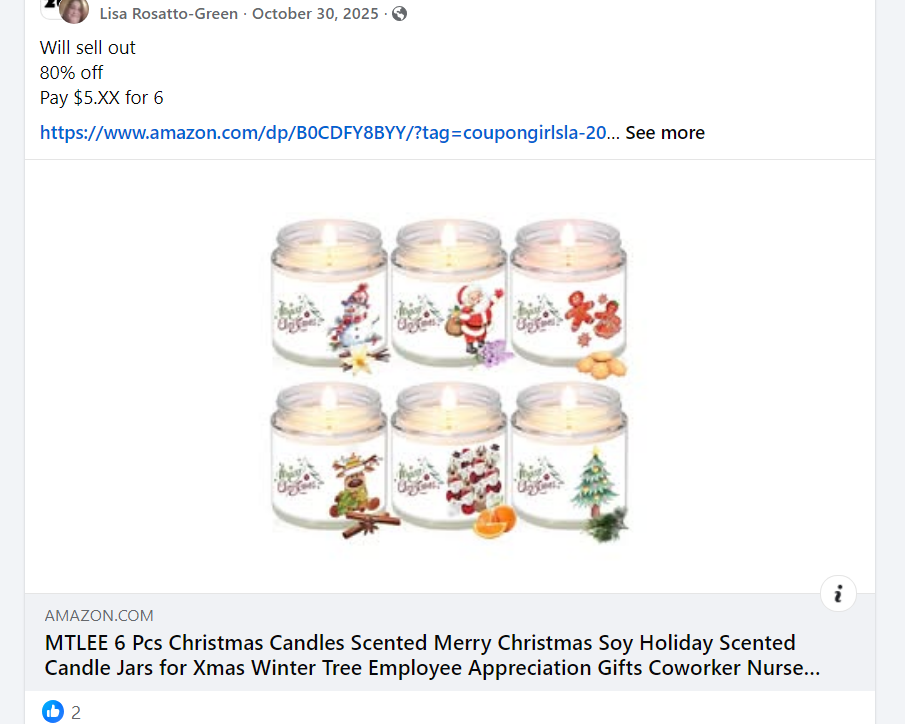 Lisa Rosatto-Green · October 30, 2025 ·
Will sell out
80% off
Pay $5.XX for 6
https://www.amazon.com/dp/B0CDFY8BYY/?tag=coupongirlsla-20... See more
AMAZON.COM
MTLEE 6 Pcs Christmas Candles Scented Merry Christmas Soy Holiday Scented
Candle Jars for Xmas Winter Tree Employee Appreciation Gifts Coworker Nurse...
2